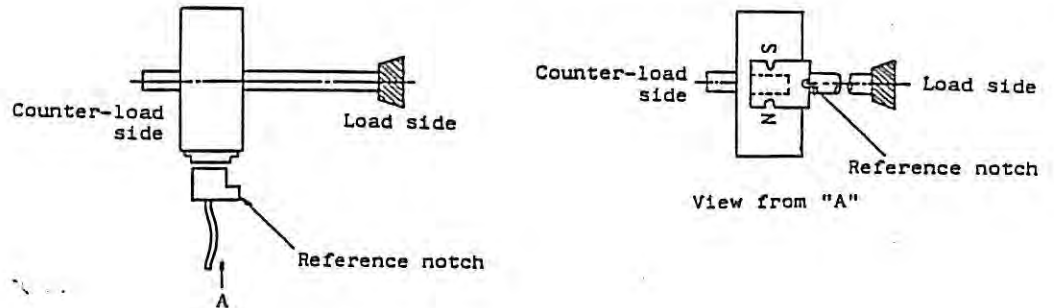 Counter-load
side
Load side
Reference notch
A
S
N
Counter-load
side
Load side
Reference notch
View from "A"